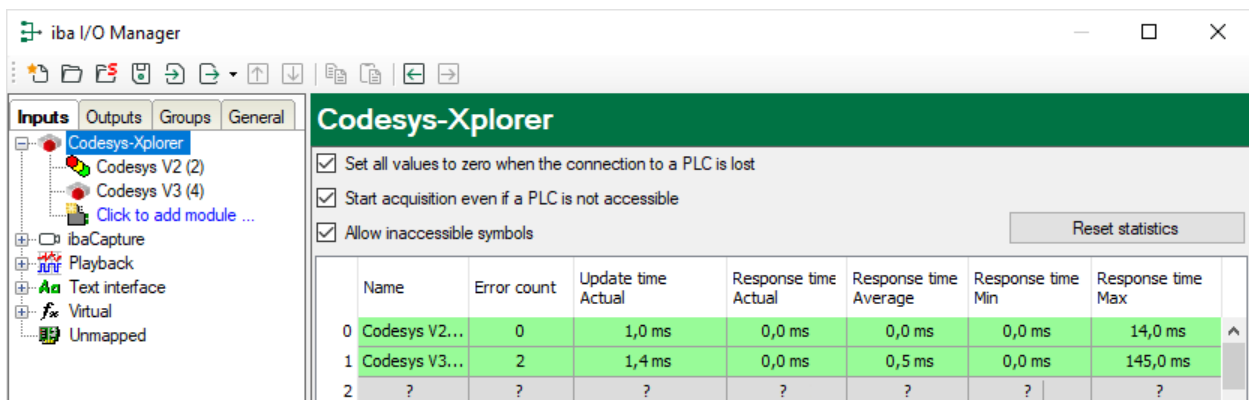 iba I/O Manager
Inputs Outputs Groups General
Codesys-Xplorer
Codesys V2 (2)
Codesys V3 (4)
Click to add module ...
ibaCapture
Playback
Text interface
Virtual
Unmapped
Codesys-Xplorer
Set all values to zero when the connection to a PLC is lost
Start acquisition even if a PLC is not accessible
Allow inaccessible symbols
Reset statistics
Name Error count Update time Actual Response time Actual Response time Average Response time Min Response time Max
0 Codesys V2... 0 1,0 ms 0,0 ms 0,0 ms 0,0 ms 14,0 ms
1 Codesys V3... 2 1,4 ms 0,0 ms 0,5 ms 0,0 ms 145,0 ms
2 ? ? ? ? ? ? ?